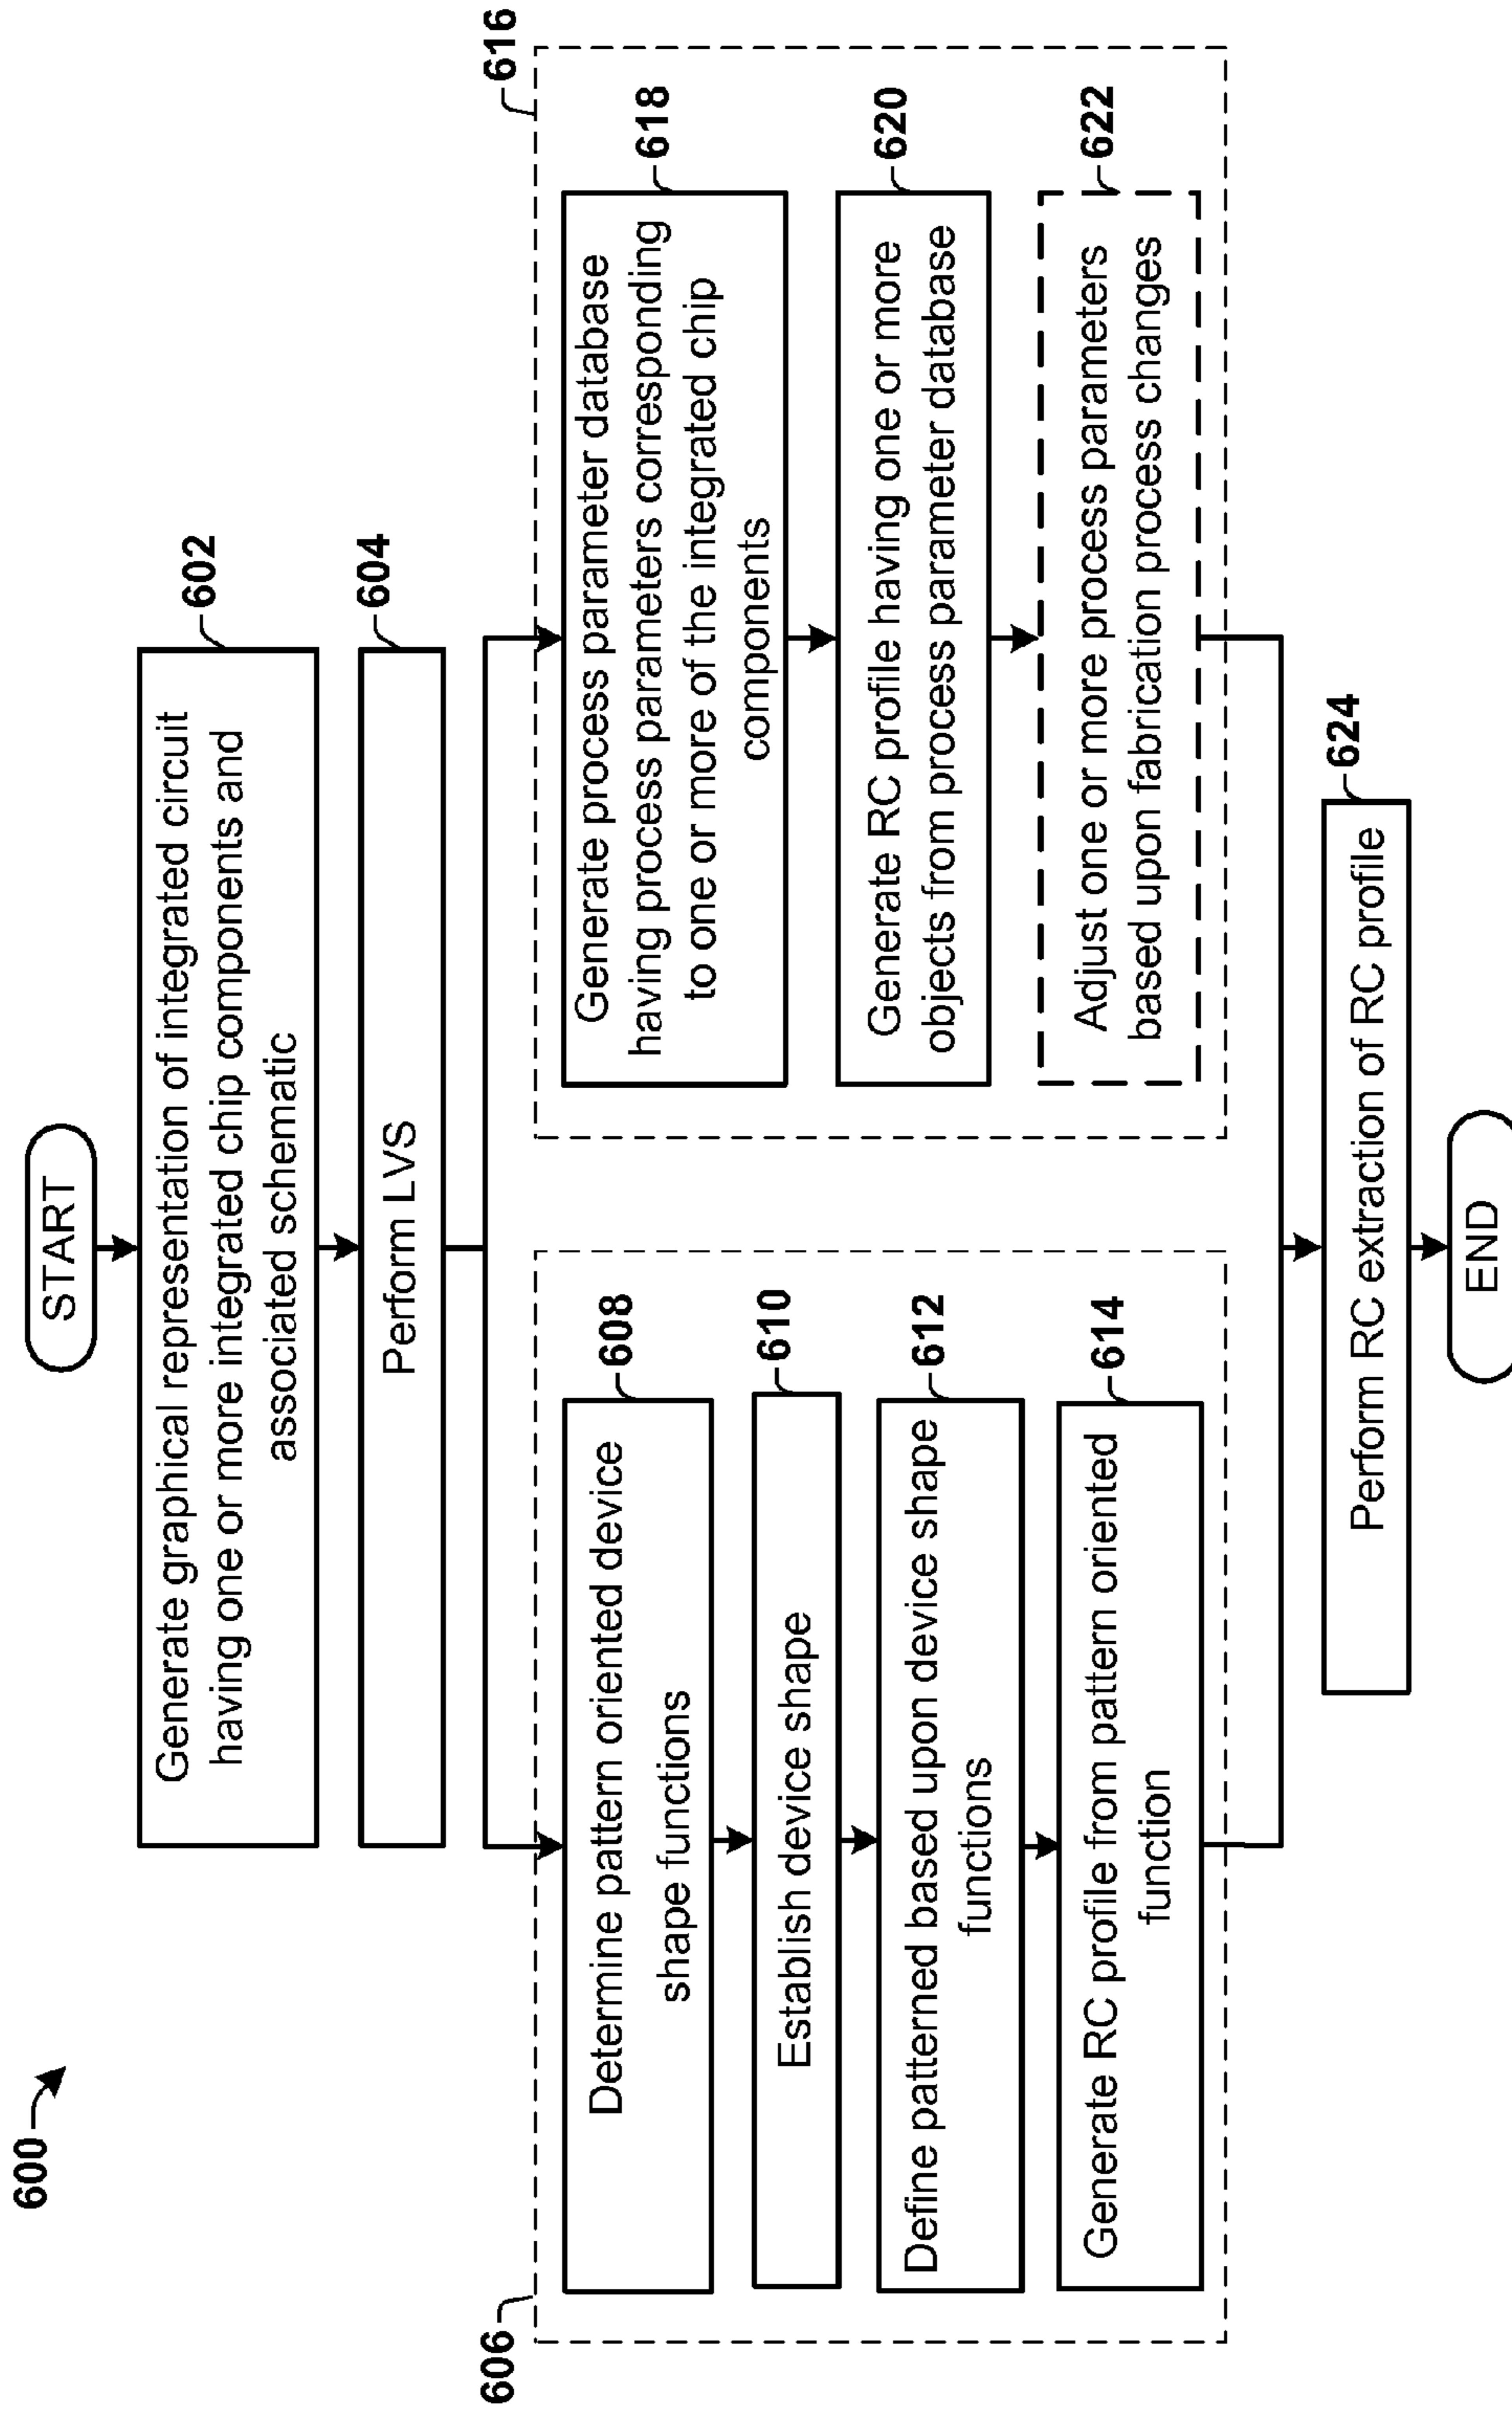 600
START
602
Generate graphical representation of integrated circuit
having one or more integrated chip components and
associated schematic
604
Perform LVS
606
608
Determine pattern oriented device
shape functions
610
Establish device shape
612
Define patterned based upon device shape
functions
614
Generate RC profile from pattern oriented
function
616
618
Generate process parameter database
having process parameters corresponding
to one or more of the integrated chip
components
620
Generate RC profile having one or more
objects from process parameter database
622
Adjust one or more process parameters
based upon fabrication process changes
624
Perform RC extraction of RC profile
END